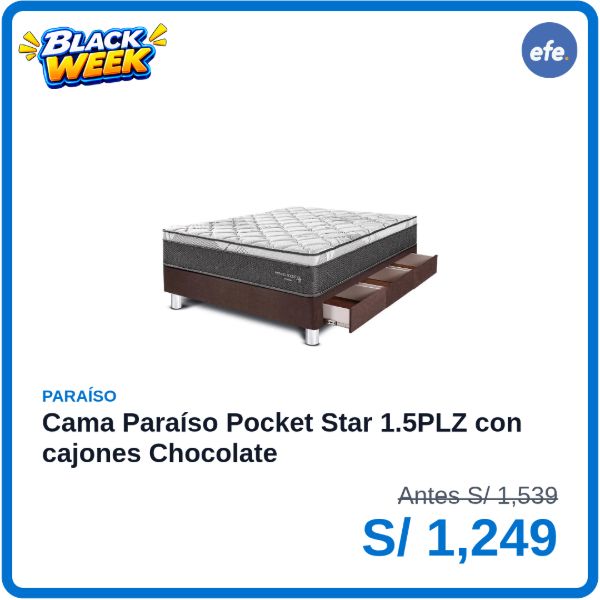 BLACK
WEEK
efe.
PARAÍSO
Cama Paraíso Pocket Star 1.5PLZ con
cajones Chocolate
Antes S/ 1,539
S/ 1,249